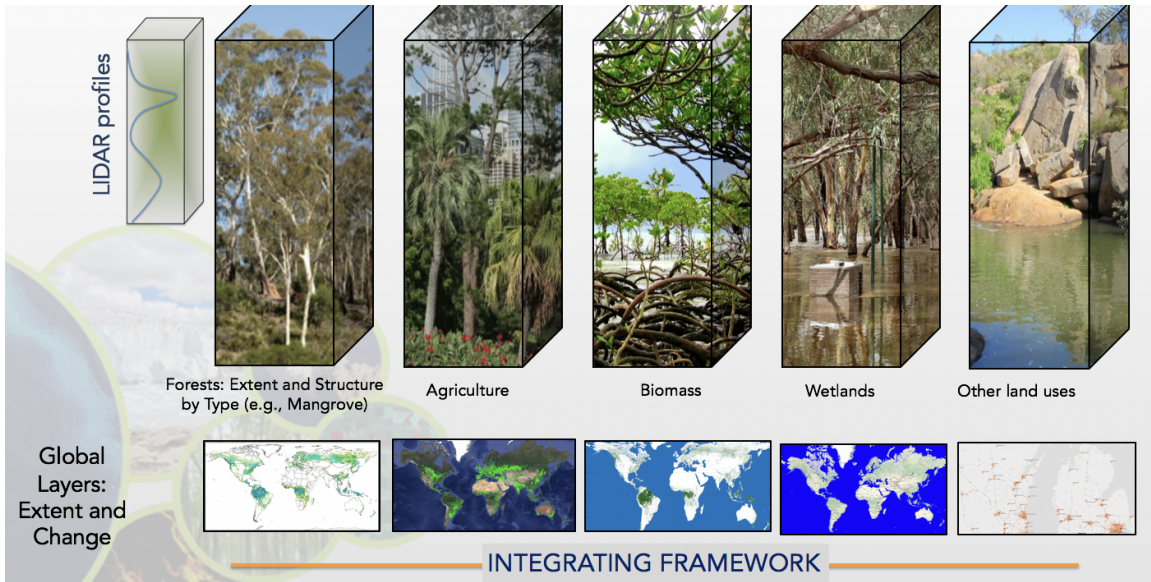 LIDAR profiles
Forests: Extent and Structure
by Type (e.g., Mangrove)
Agriculture
Biomass
Wetlands
Other land uses
Global
Layers:
Extent and
Change
INTEGRATING FRAMEWORK